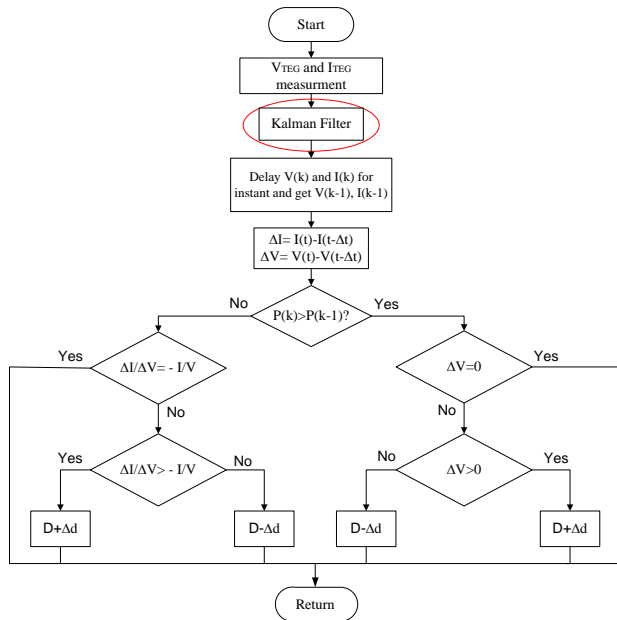 Start
VTEG and ITEG
measurment
Kalman Filter
Delay V(k) and I(k) for
instant and get V(k-1), I(k-1)
ΔI= I(t)-I(t-Δt)
ΔV= V(t)-V(t-Δt)
No
P(k)>P(k-1)?
Yes
Yes
ΔI/ΔV= - I/V
ΔV=0
Yes
No
No
Yes
ΔI/ΔV> - I/V
No
No
ΔV>0
Yes
D+Δd
D-Δd
D-Δd
D+Δd
Return